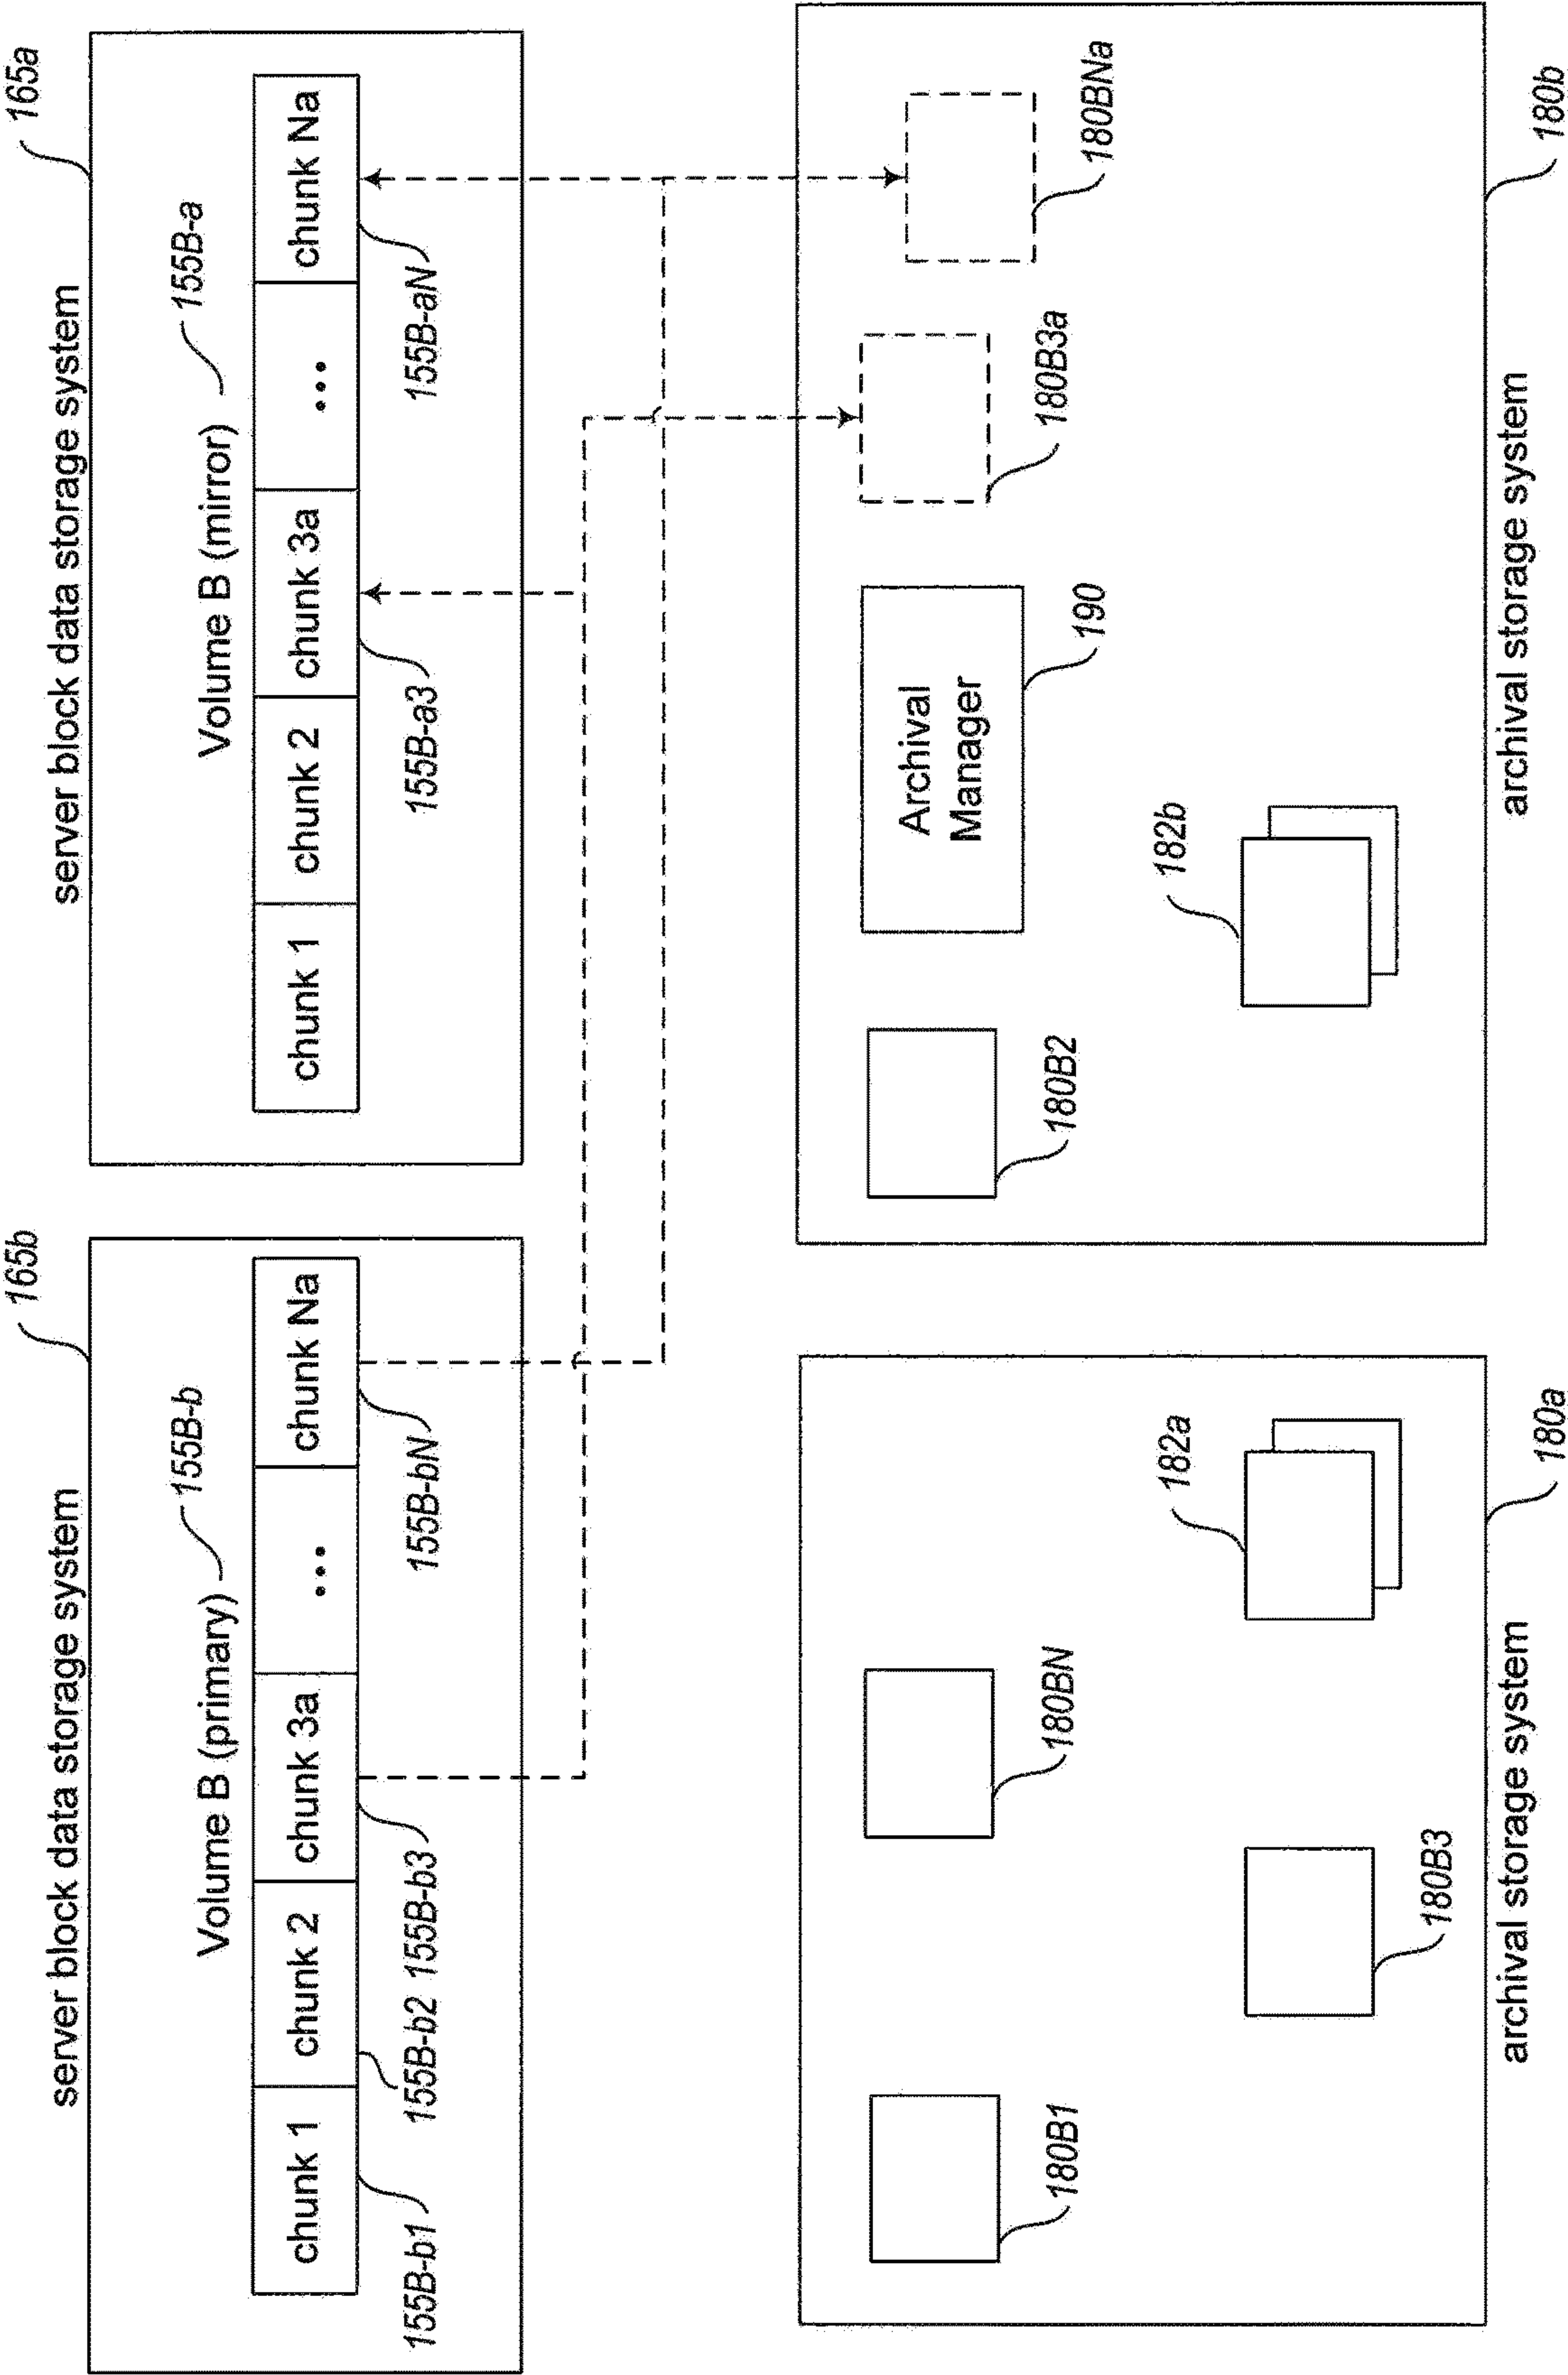 server block data storage system
165b
Volume B (primary)
155B-b
chunk 1
chunk 2
chunk 3a
...
chunk Na
155B-b1
155B-b2
155B-b3
155B-bN
server block data storage system
165a
Volume B (mirror)
155B-a
chunk 1
chunk 2
chunk 3a
...
chunk Na
155B-a3
155B-aN
180B1
180BN
180B3
182a
archival storage system
180a
180B2
Archival
Manager
190
180B3a
180BNa
182b
archival storage system
180b